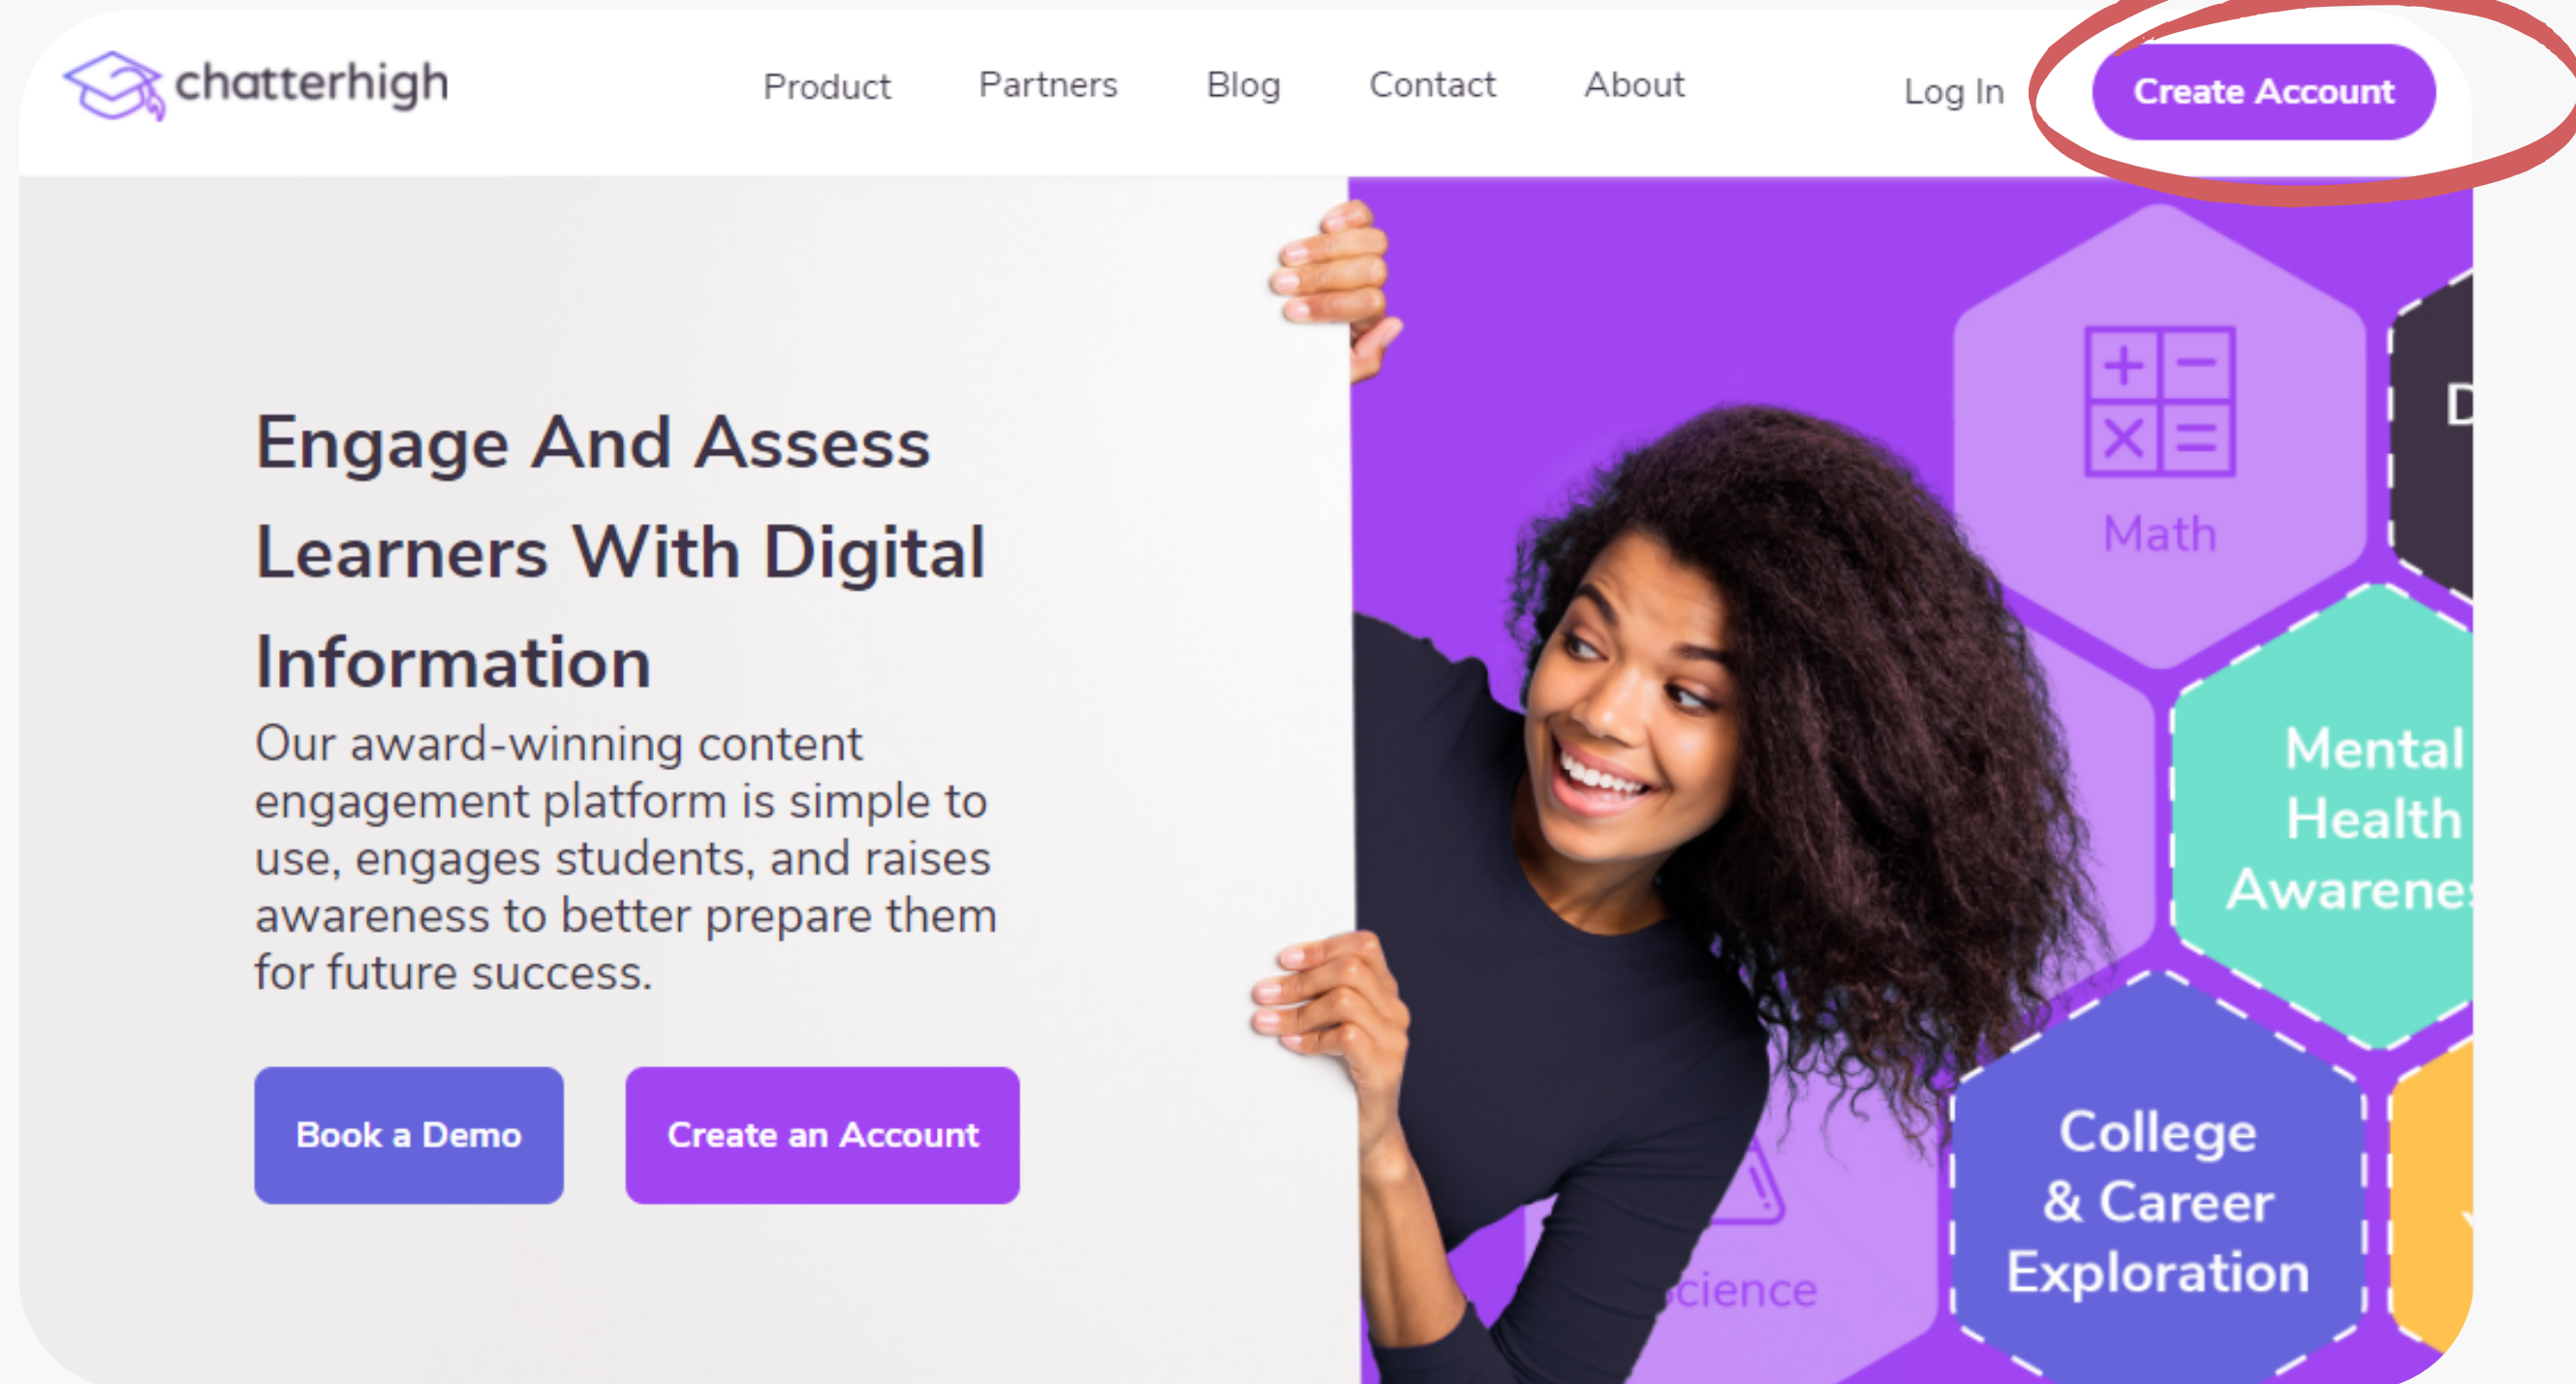 chatterhigh
Product Partners Blog Contact About Log In Create Account
Engage And Assess
Learners With Digital
Information
Our award-winning content
engagement platform is simple to
use, engages students, and raises
awareness to better prepare them
for future success.
Book a Demo Create an Account
Math
D
Mental
Health
Awarenes
College
& Career
Exploration
cience